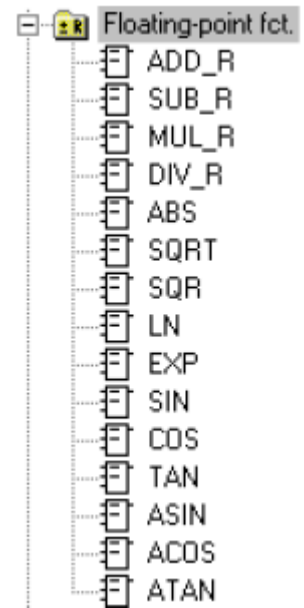 ± R Floating-point fct.
ADD_R
SUB_R
MUL_R
DIV_R
ABS
SQRT
SQR
LN
EXP
SIN
COS
TAN
ASIN
ACOS
ATAN